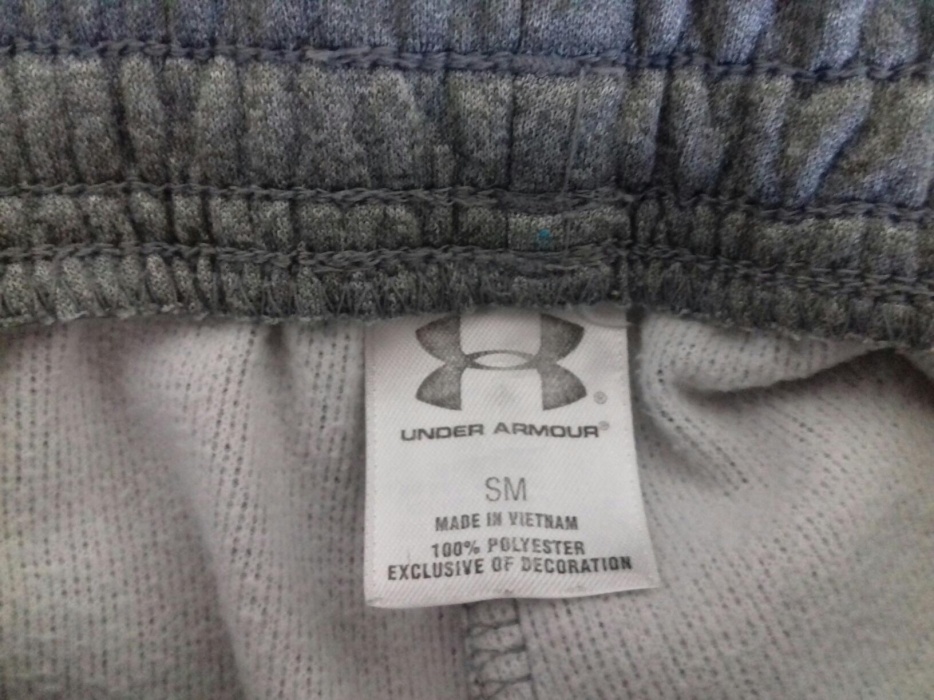 UNDER ARMOUR®
SM
MADE IN VIETNAM
100% POLYESTER
EXCLUSIVE OF DECORATION